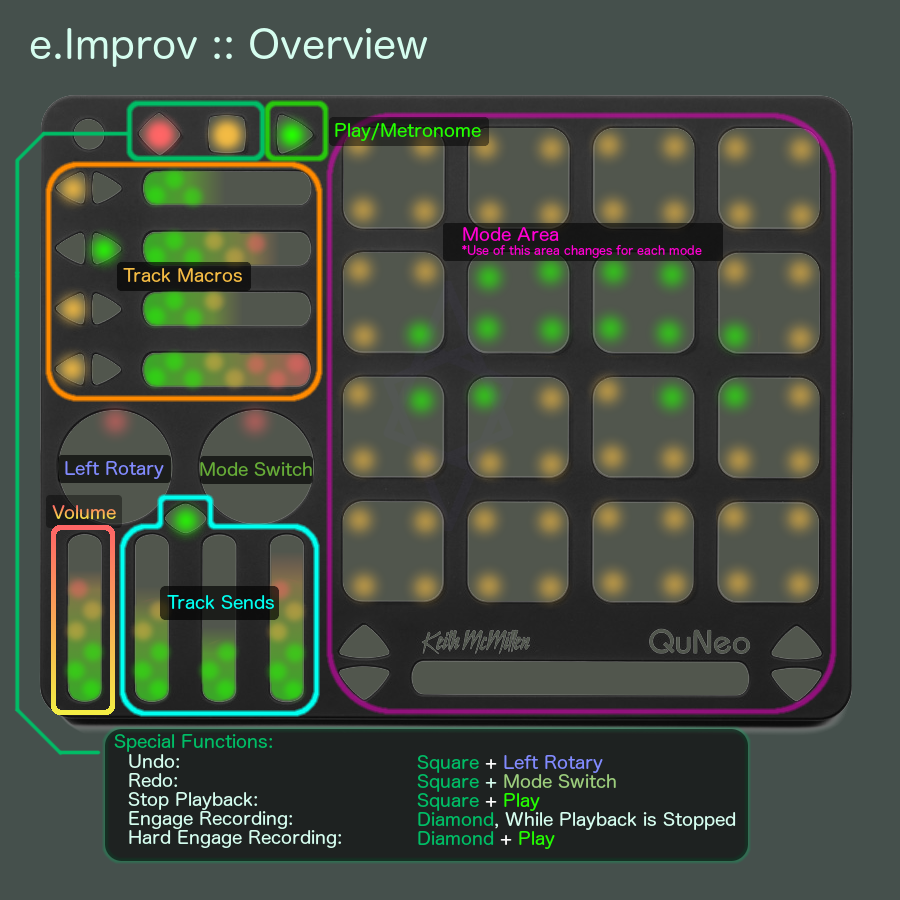 e.Improv :: Overview
Play/Metronome
Mode Area
*Use of this area changes for each mode
Track Macros
Left Rotary
Mode Switch
Volume
Track Sends
Keith McMillen
QuNeo
Special Functions:
Undo: Square + Left Rotary
Redo: Square + Mode Switch
Stop Playback: Square + Play
Engage Recording: Diamond, While Playback is Stopped
Hard Engage Recording: Diamond + Play